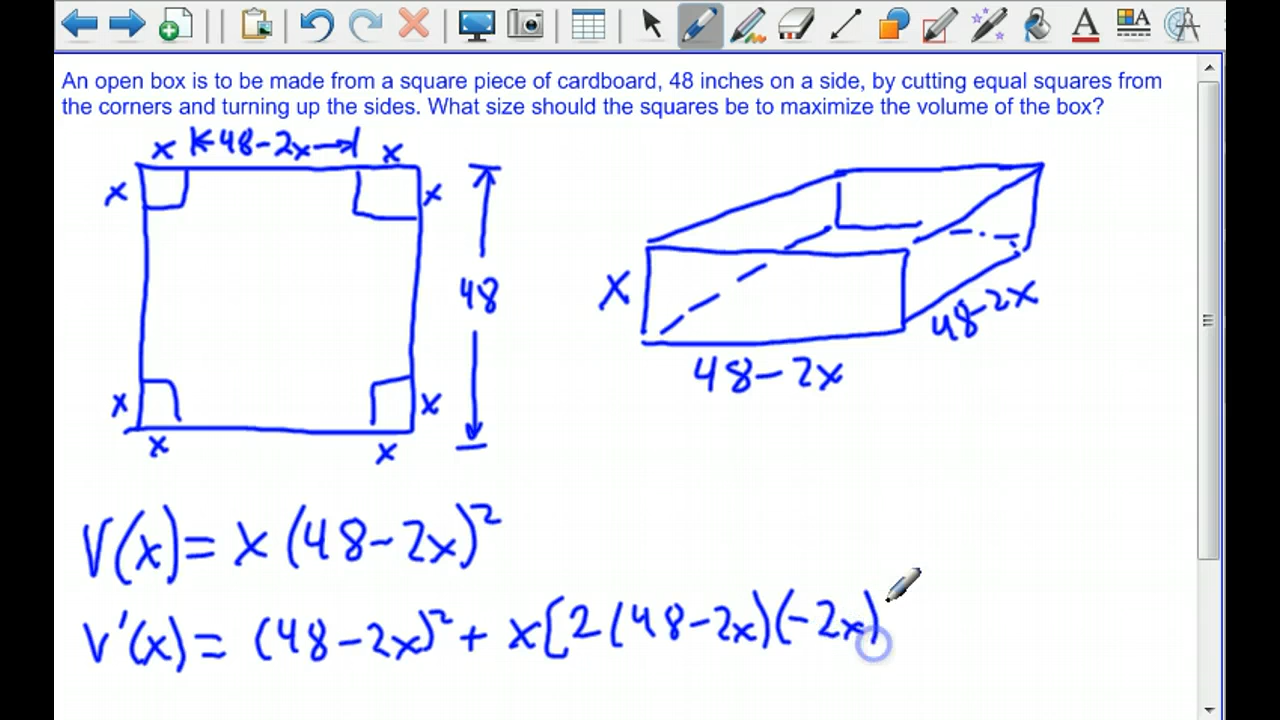 An open box is to be made from a square piece of cardboard, 48 inches on a side, by cutting equal squares from
the corners and turning up the sides. What size should the squares be to maximize the volume of the box?
x 48-2x x
x x
48
x x
x x
x
48-2x
48-2x
V(x) = x(48-2x)²
V'(x) = (48-2x)² + x[2(48-2x)(-2x)